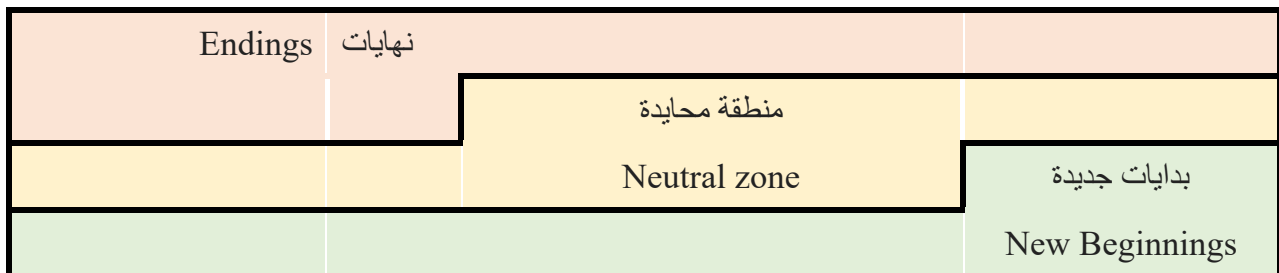 Endings نهايات
منطقة محايدة
Neutral zone
بدايات جديدة
New Beginnings